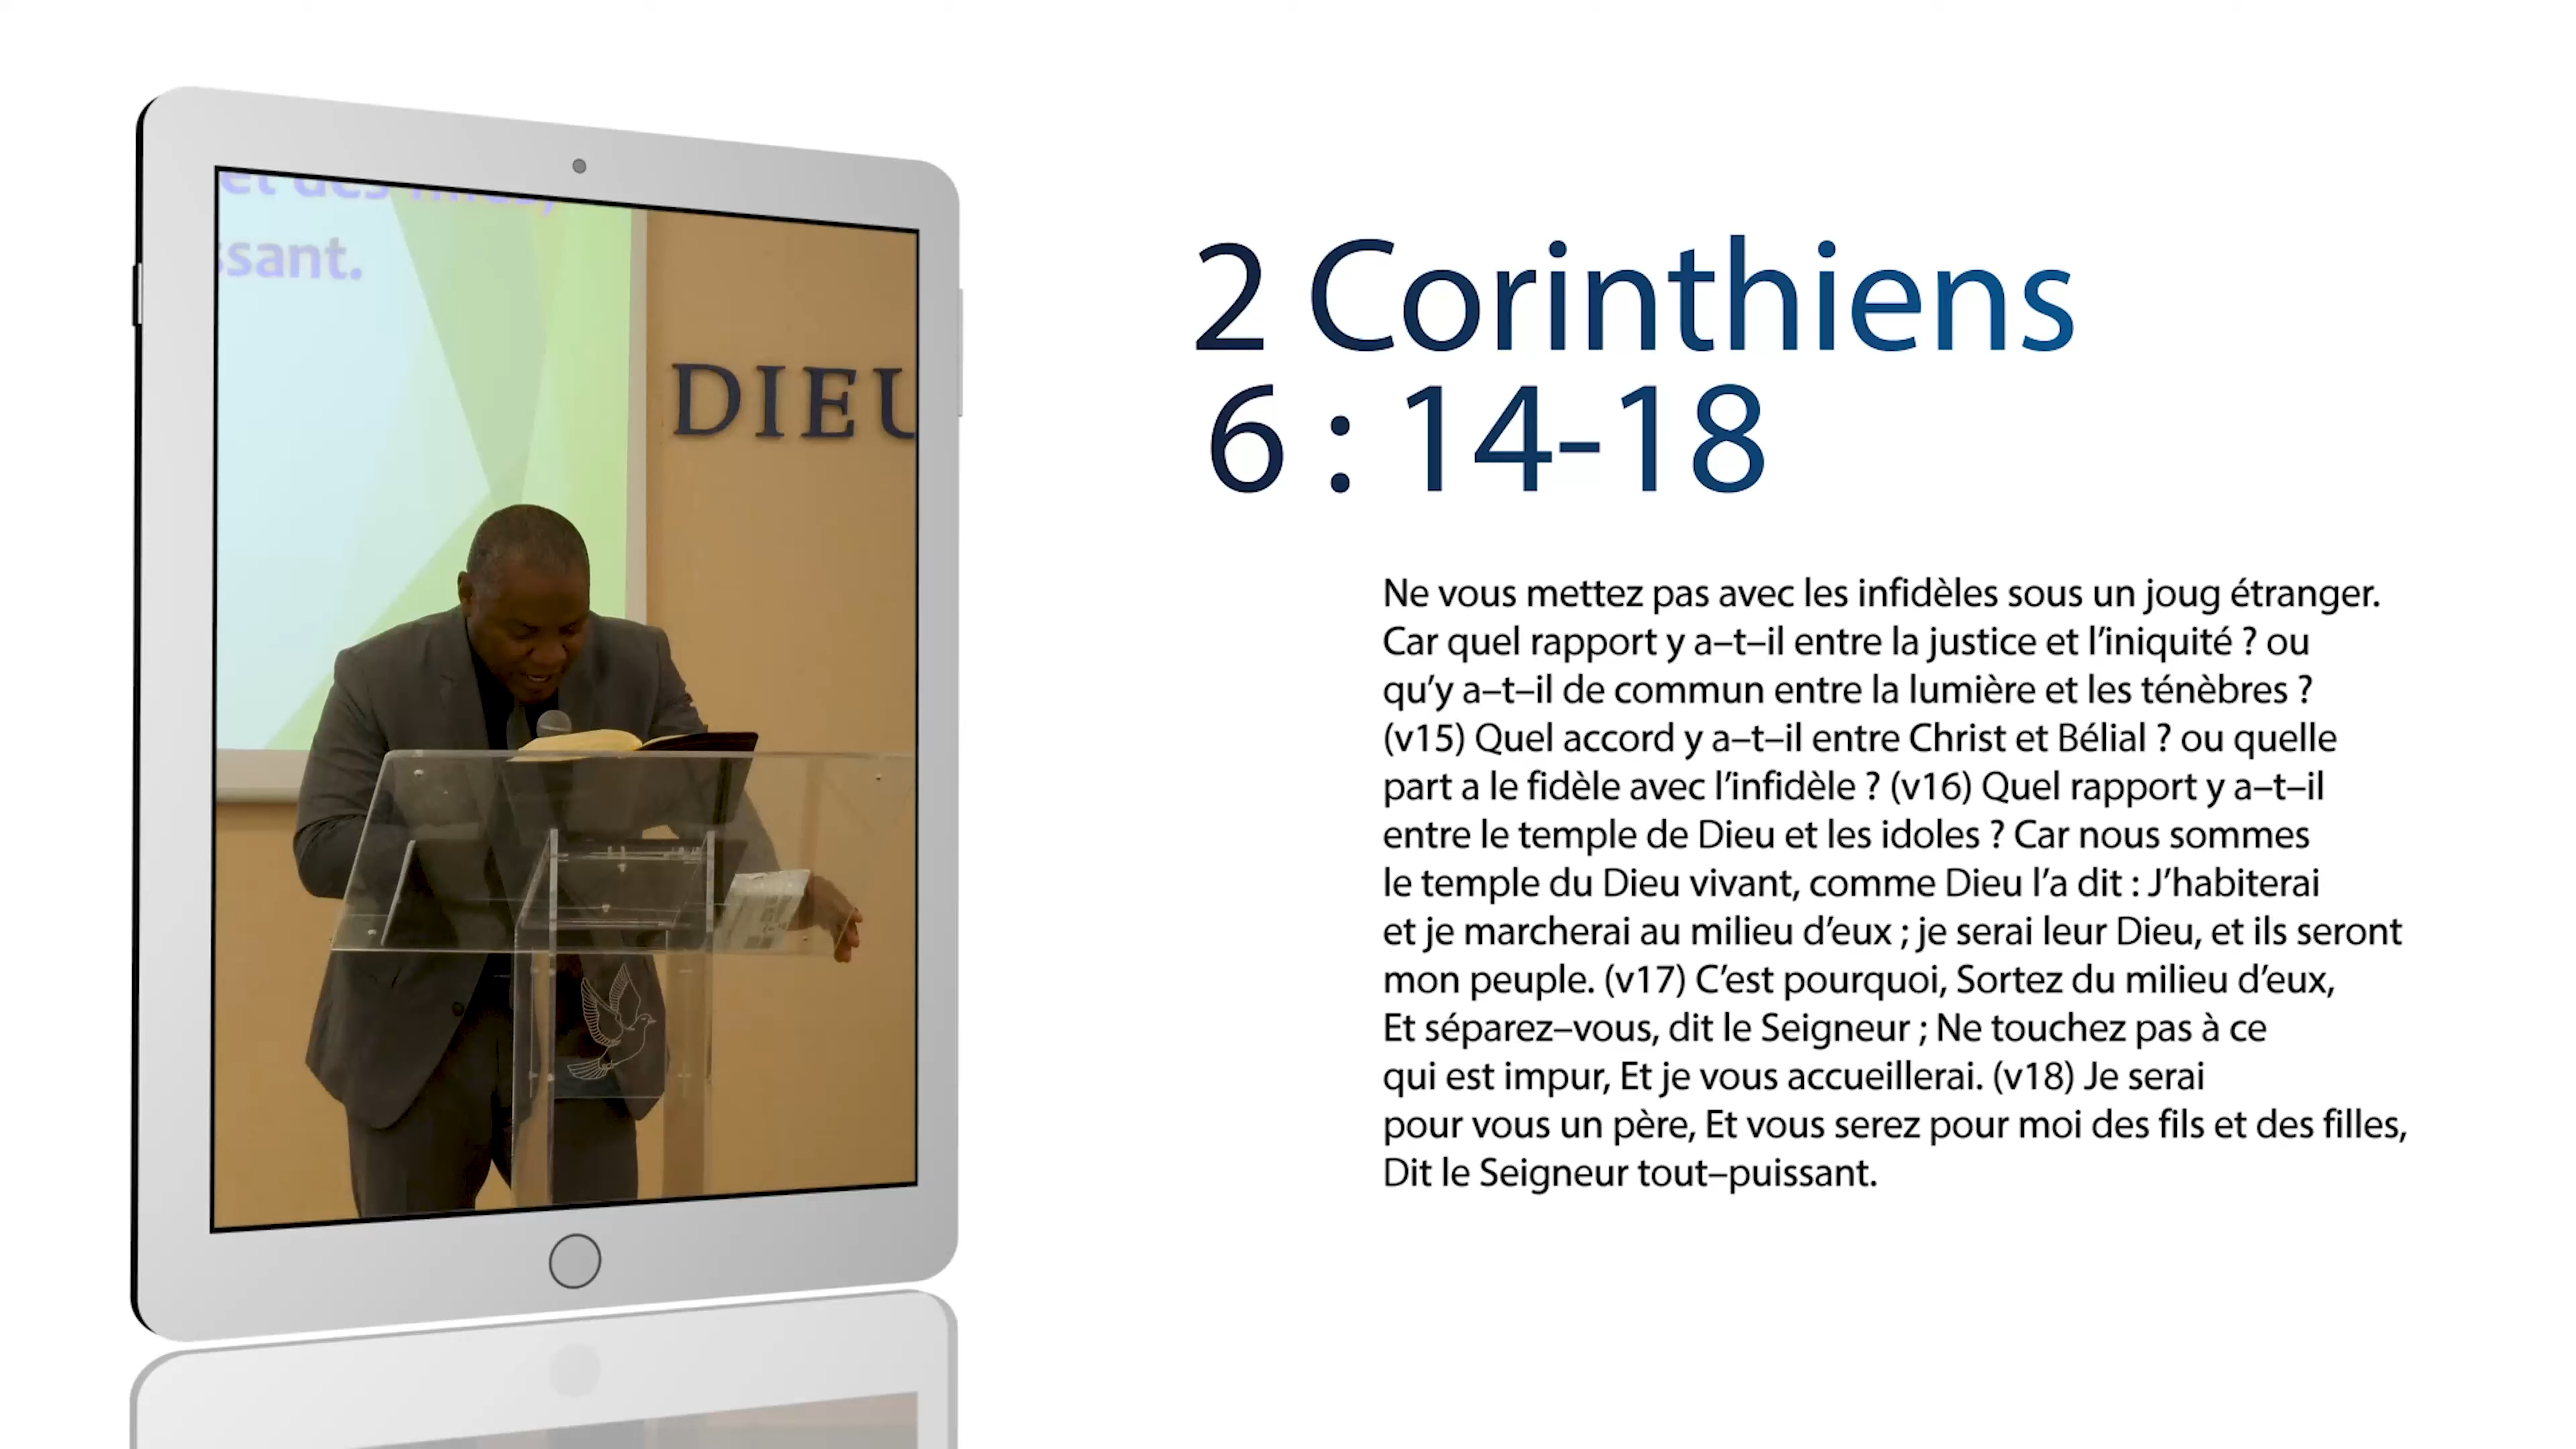 et des filles,
ssant.
DIEU
2 Corinthiens
6 : 14-18
Ne vous mettez pas avec les infidèles sous un joug étranger.
Car quel rapport y a–t–il entre la justice et l’iniquité ? ou
qu’y a–t–il de commun entre la lumière et les ténèbres ?
(v15) Quel accord y a–t–il entre Christ et Bélial ? ou quelle
part a le fidèle avec l’infidèle ? (v16) Quel rapport y a–t–il
entre le temple de Dieu et les idoles ? Car nous sommes
le temple du Dieu vivant, comme Dieu l’a dit : J’habiterai
et je marcherai au milieu d’eux ; je serai leur Dieu, et ils seront
mon peuple. (v17) C’est pourquoi, Sortez du milieu d’eux,
Et séparez–vous, dit le Seigneur ; Ne touchez pas à ce
qui est impur, Et je vous accueillerai. (v18) Je serai
pour vous un père, Et vous serez pour moi des fils et des filles,
Dit le Seigneur tout–puissant.